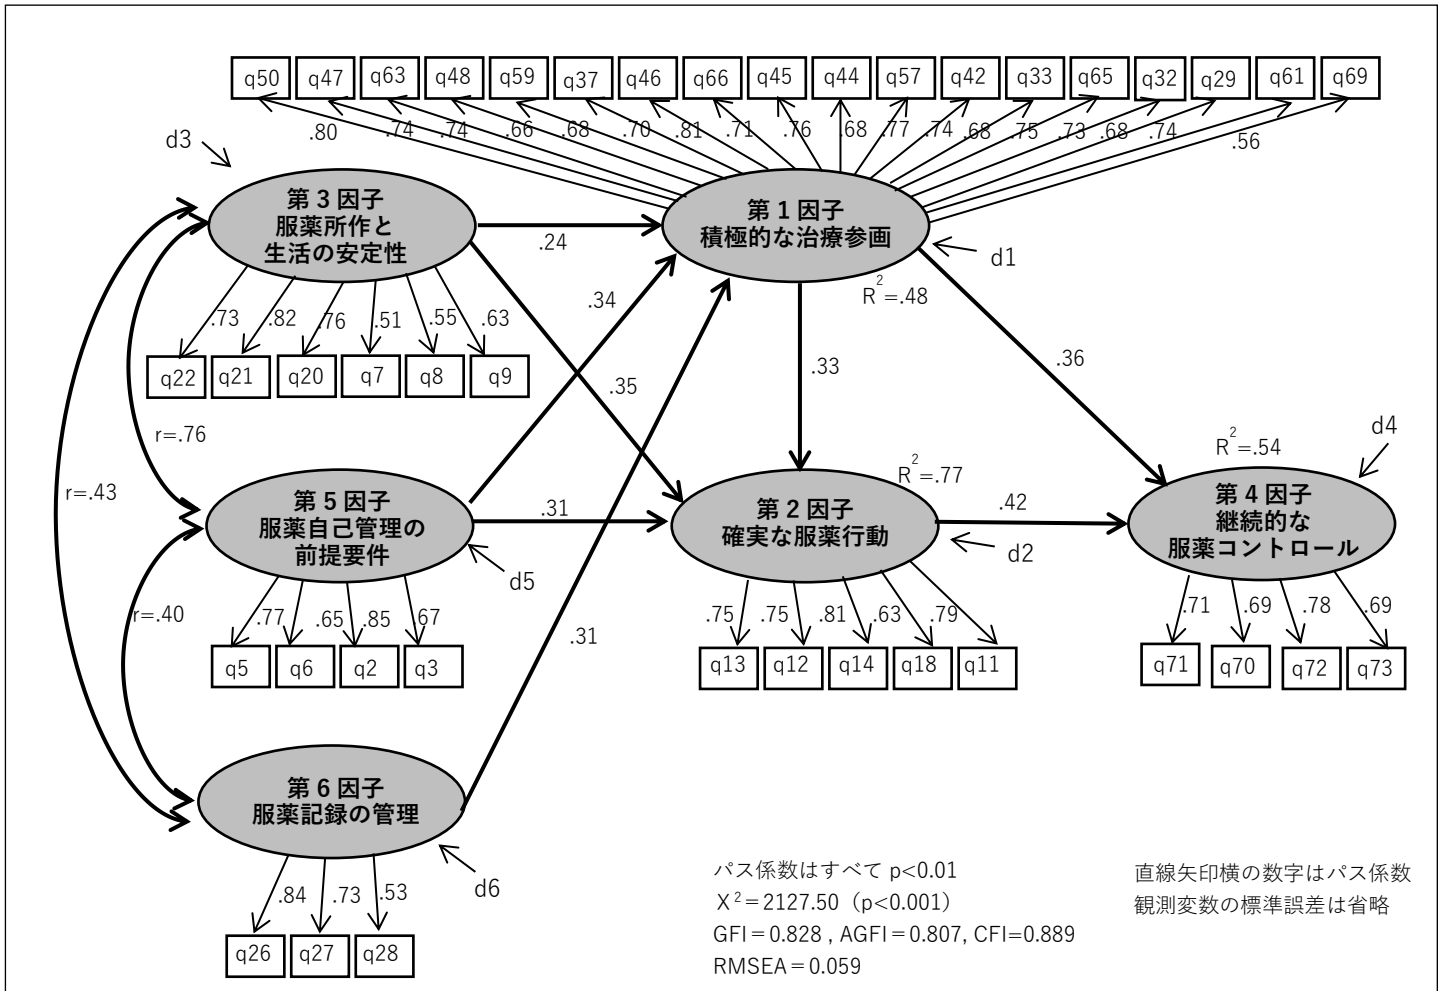 q50 q47 q63 q48 q59 q37 q46 q66 q45 q44 q57 q42 q33 q65 q32 q29 q61 q69
.80 .74 .74 .66 .68 .70 .81 .71 .76 .68 .77 .74 .68 .75 .73 .68 .74 .56
d3
第3因子
服薬所作と
生活の安定性
.24
第1因子
積極的な治療参画
d1
R²=.48
.73 .82 .76 .51 .55 .63
q22 q21 q20 q7 q8 q9
.34
.35
.33
.36
r=.76
r=.43
第5因子
服薬自己管理の
前提要件
d5
.31
R²=.77
第2因子
確実な服薬行動
d2
.42
R²=.54
d4
第4因子
継続的な
服薬コントロール
.77 .65 .85 .67
q5 q6 q2 q3
r=.40
.31
.75 .75 .81 .63 .79
q13 q12 q14 q18 q11
.71 .69 .78 .69
q71 q70 q72 q73
第6因子
服薬記録の管理
d6
.84 .73 .53
q26 q27 q28
パス係数はすべて p<0.01
X²=2127.50(p<0.001)
GFI=0.828 , AGFI=0.807, CFI=0.889
RMSEA=0.059
直線矢印横の数字はパス係数
観測変数の標準誤差は省略